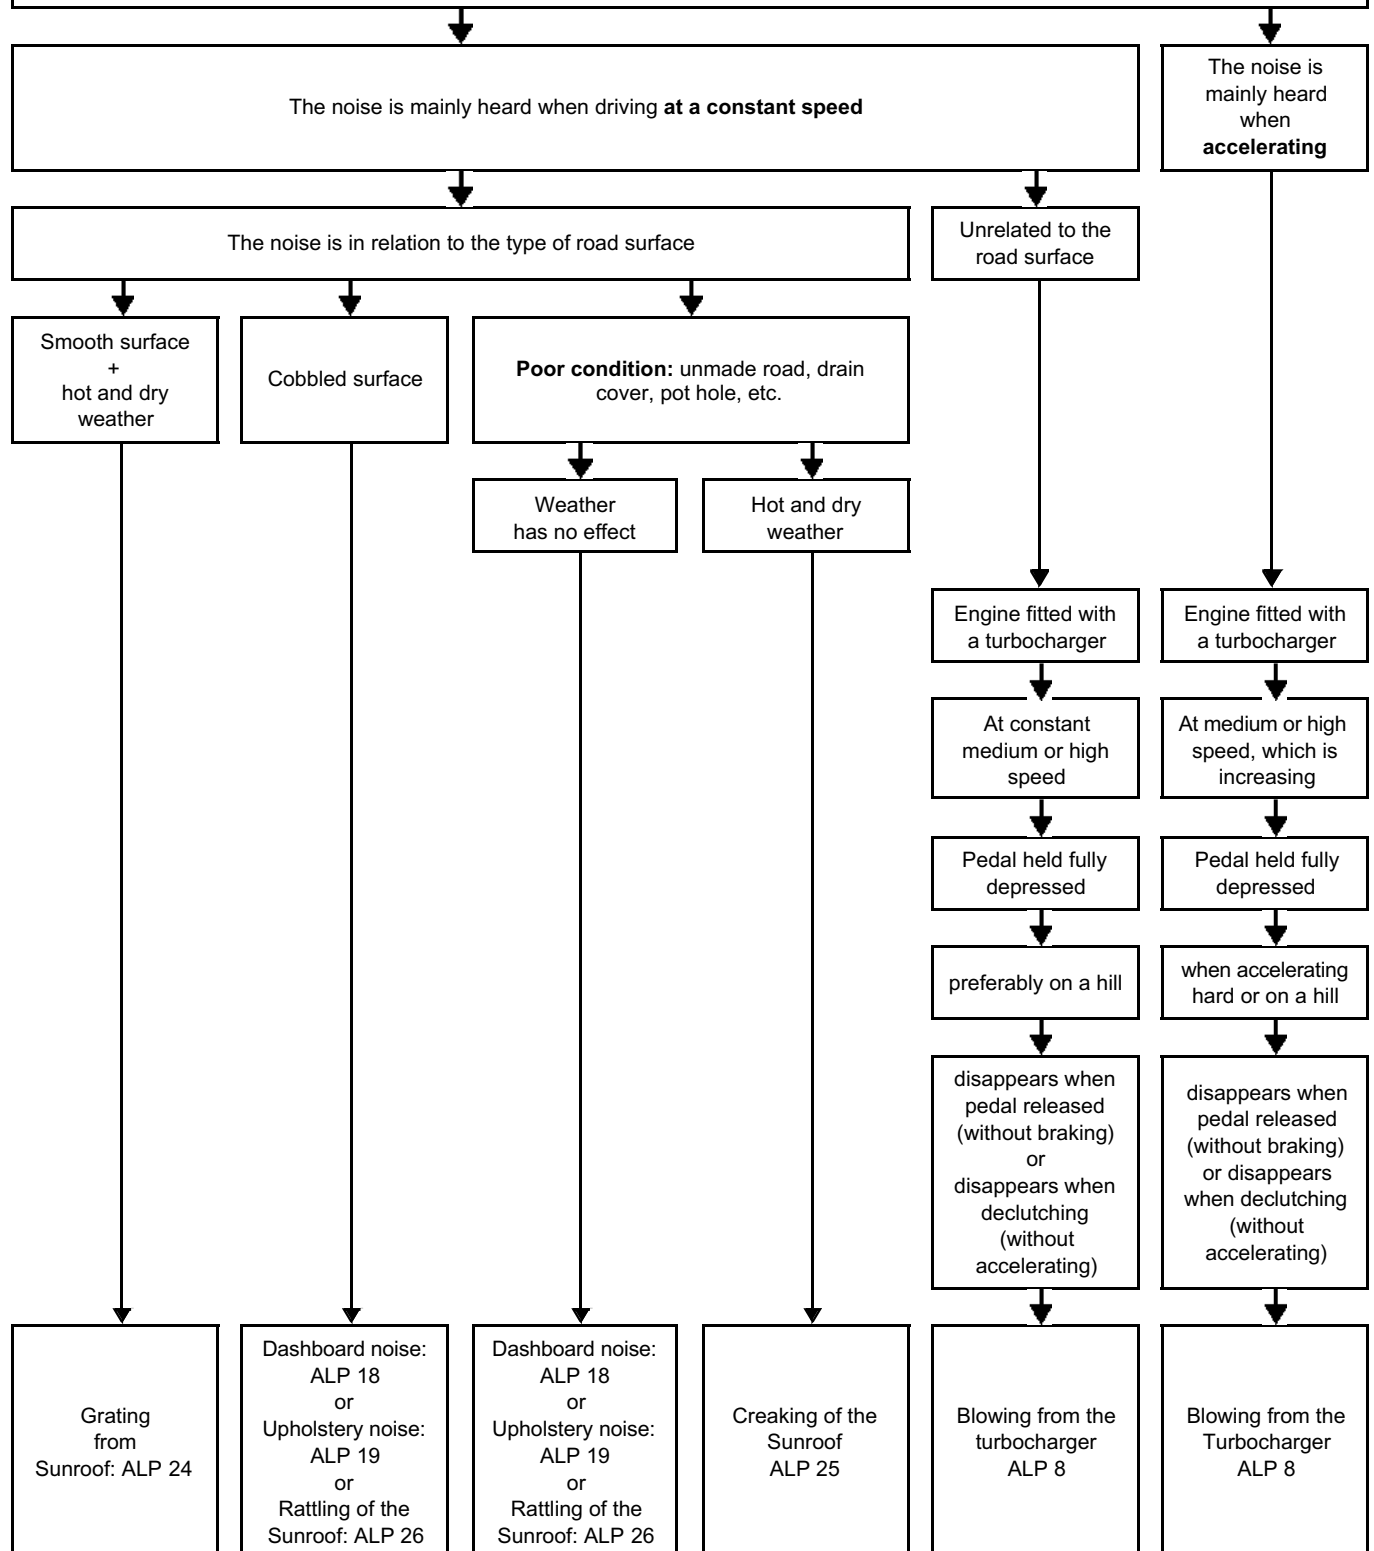 The noise is mainly heard when driving at a constant speed
The noise is
mainly heard
when
accelerating
The noise is in relation to the type of road surface
Unrelated to the
road surface
Smooth surface
+
hot and dry
weather
Cobbled surface
Poor condition: unmade road, drain
cover, pot hole, etc.
Weather
has no effect
Hot and dry
weather
Engine fitted with
a turbocharger
Engine fitted with
a turbocharger
At constant
medium or high
speed
At medium or high
speed, which is
increasing
Pedal held fully
depressed
Pedal held fully
depressed
preferably on a hill
when accelerating
hard or on a hill
disappears when
pedal released
(without braking)
or
disappears when
declutching
(without
accelerating)
disappears when
pedal released
(without braking)
or disappears
when declutching
(without
accelerating)
Grating
from
Sunroof: ALP 24
Dashboard noise:
ALP 18
or
Upholstery noise:
ALP 19
or
Rattling of the
Sunroof: ALP 26
Dashboard noise:
ALP 18
or
Upholstery noise:
ALP 19
or
Rattling of the
Sunroof: ALP 26
Creaking of the
Sunroof
ALP 25
Blowing from the
turbocharger
ALP 8
Blowing from the
Turbocharger
ALP 8